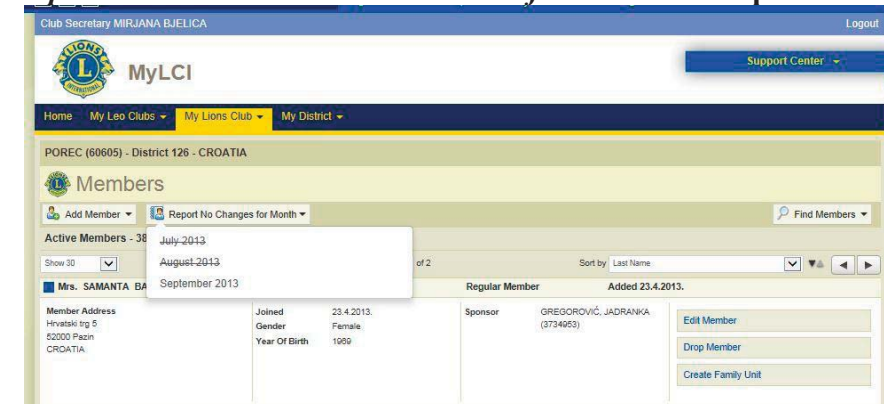 Club Secretary MIRJANA BJELICA Logout
LIONS
L
INTERNATIONAL
MyLCI
Support Center
Home My Leo Clubs My Lions Club My District
POREC (60605) - District 126 - CROATIA
Members
Add Member Report No Changes for Month Find Members
Active Members - 38
July 2013
Show 30 August 2013 of 2 Sort by Last Name
September 2013
Mrs. SAMANTA BA Regular Member Added 23.4.2013.
Member Address Joined 23.4.2013. Sponsor GREGOROVIĆ, JADRANKA
Hrvatski trg 5 Gender Female (3734953) Edit Member
52000 Pazin Year Of Birth 1969
CROATIA Drop Member
Create Family Unit